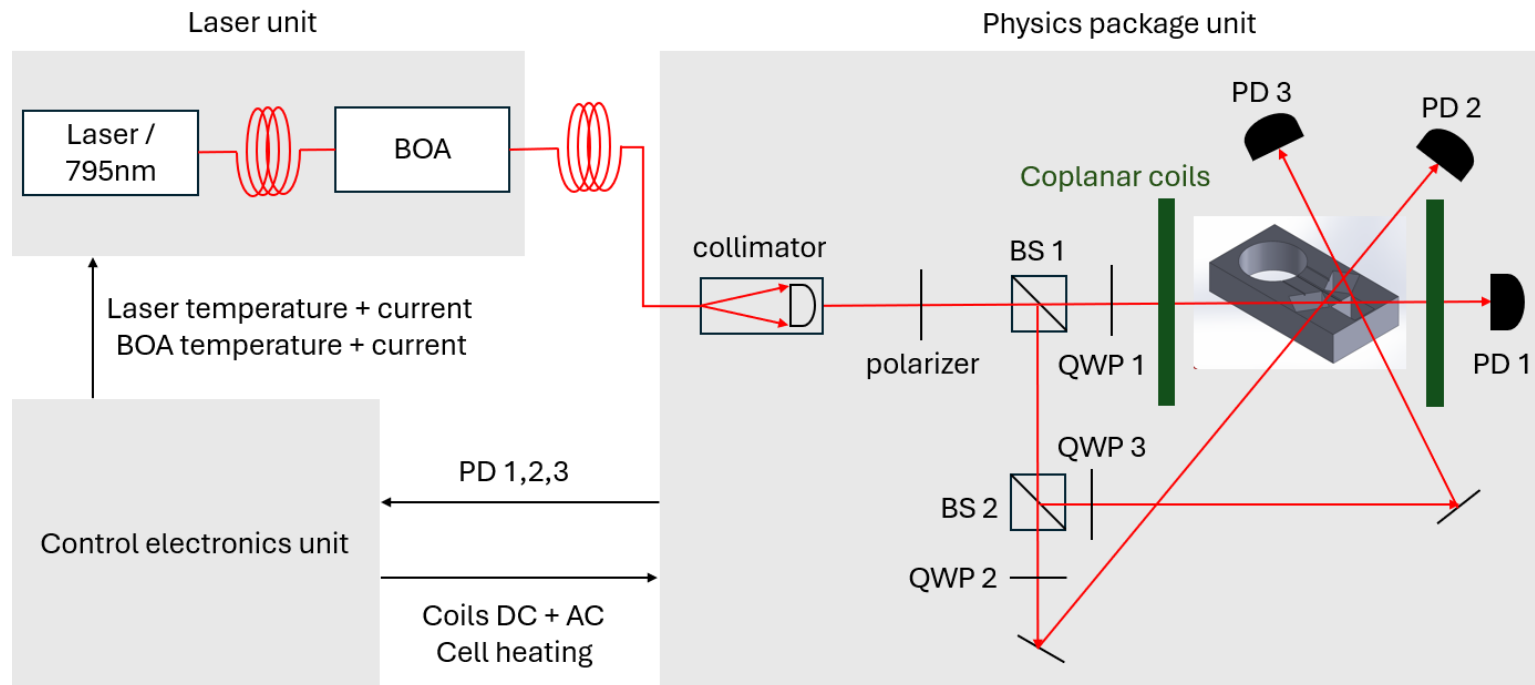 Laser unit
Physics package unit
Laser /
795nm
BOA
PD 3
PD 2
Coplanar coils
collimator
BS 1
polarizer
QWP 1
PD 1
Laser temperature + current
BOA temperature + current
QWP 3
PD 1,2,3
BS 2
Control electronics unit
QWP 2
Coils DC + AC
Cell heating